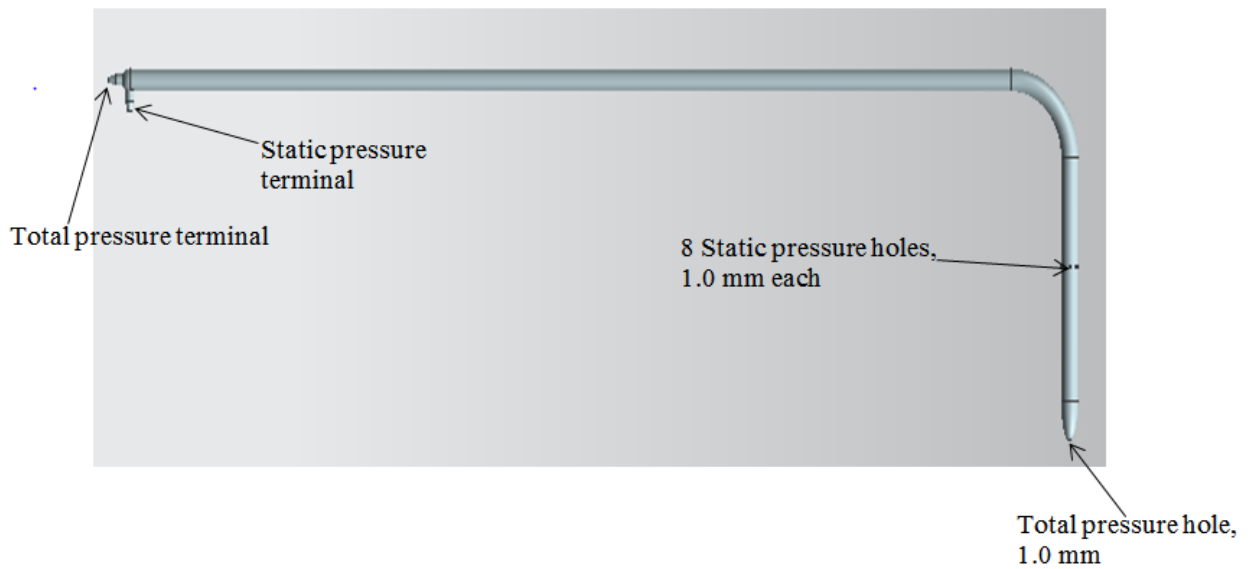 Static pressure
terminal
Total pressure terminal
8 Static pressure holes,
1.0 mm each
Total pressure hole,
1.0 mm